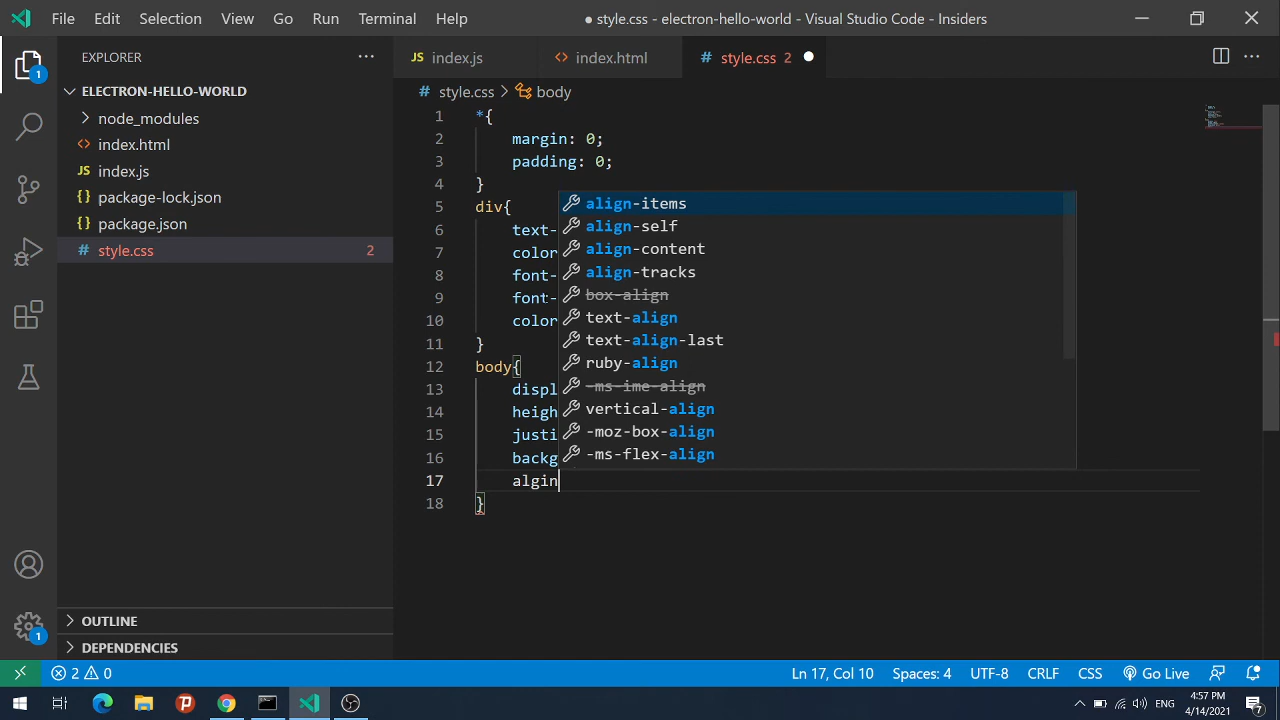 File Edit Selection View Go Run Terminal Help
● style.css - electron-hello-world - Visual Studio Code - Insiders
EXPLORER
ELECTRON-HELLO-WORLD
node_modules
index.html
JS index.js
{} package-lock.json
{} package.json
# style.css 2
OUTLINE
DEPENDENCIES
1
1
JS index.js
<> index.html
# style.css 2 ●
# style.css > body
1 *{
2 margin: 0;
3 padding: 0;
4 }
5 div{
6 text-
7 color
8 font-
9 font-
10 color
11 }
12 body{
13 displ
14 heigh
15 justi
16 backg
17 algin
18 }
align-items
align-self
align-content
align-tracks
box-align
text-align
text-align-last
ruby-align
-ms-ime-align
vertical-align
-moz-box-align
-ms-flex-align
2 0
Ln 17, Col 10 Spaces: 4 UTF-8 CRLF CSS Go Live
ENG
4:57 PM
4/14/2021
7